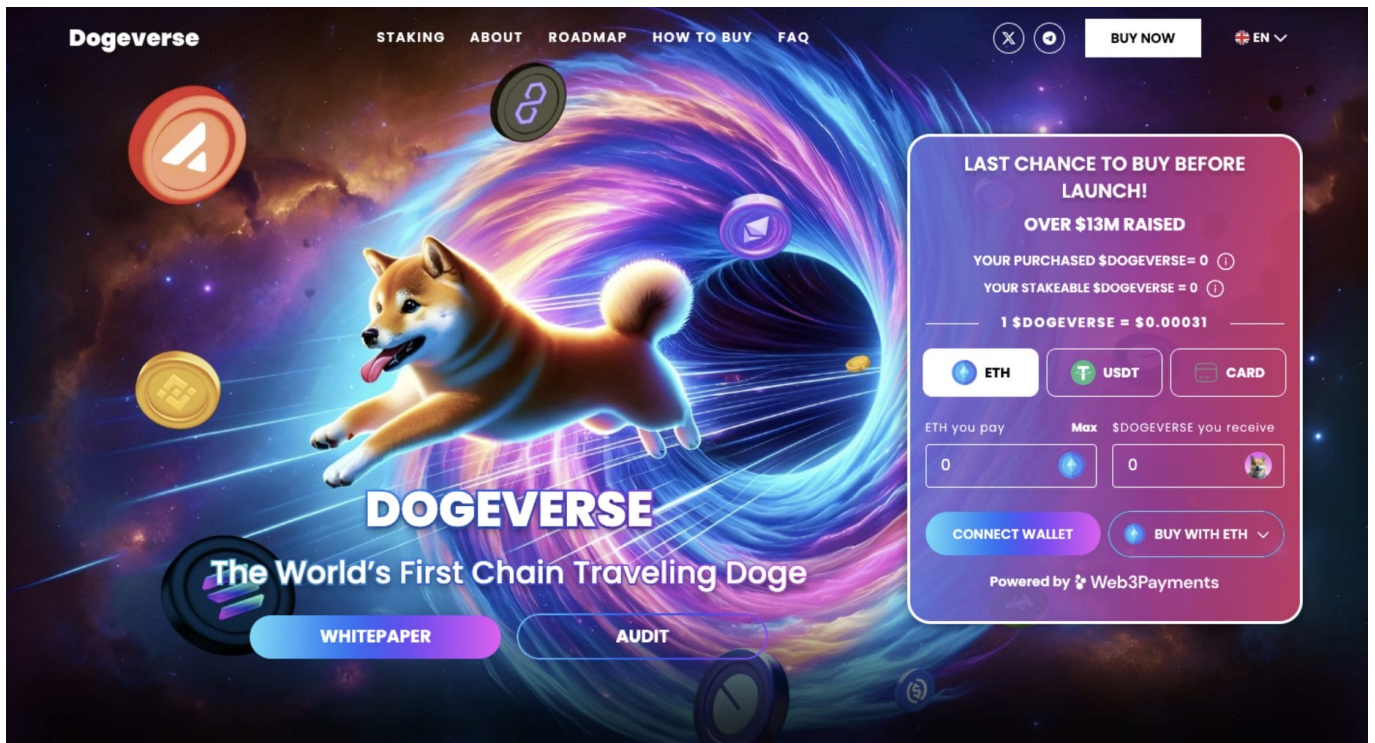 Dogeverse
STAKING ABOUT ROADMAP HOW TO BUY FAQ
BUY NOW
EN
LAST CHANCE TO BUY BEFORE
LAUNCH!
OVER $13M RAISED
YOUR PURCHASED $DOGEVERSE= 0
YOUR STAKEABLE $DOGEVERSE = 0
1 $DOGEVERSE = $0.00031
ETH USDT CARD
ETH you pay Max $DOGEVERSE you receive
0 0
CONNECT WALLET BUY WITH ETH
Powered by Web3Payments
DOGEVERSE
The World's First Chain Traveling Doge
WHITEPAPER AUDIT